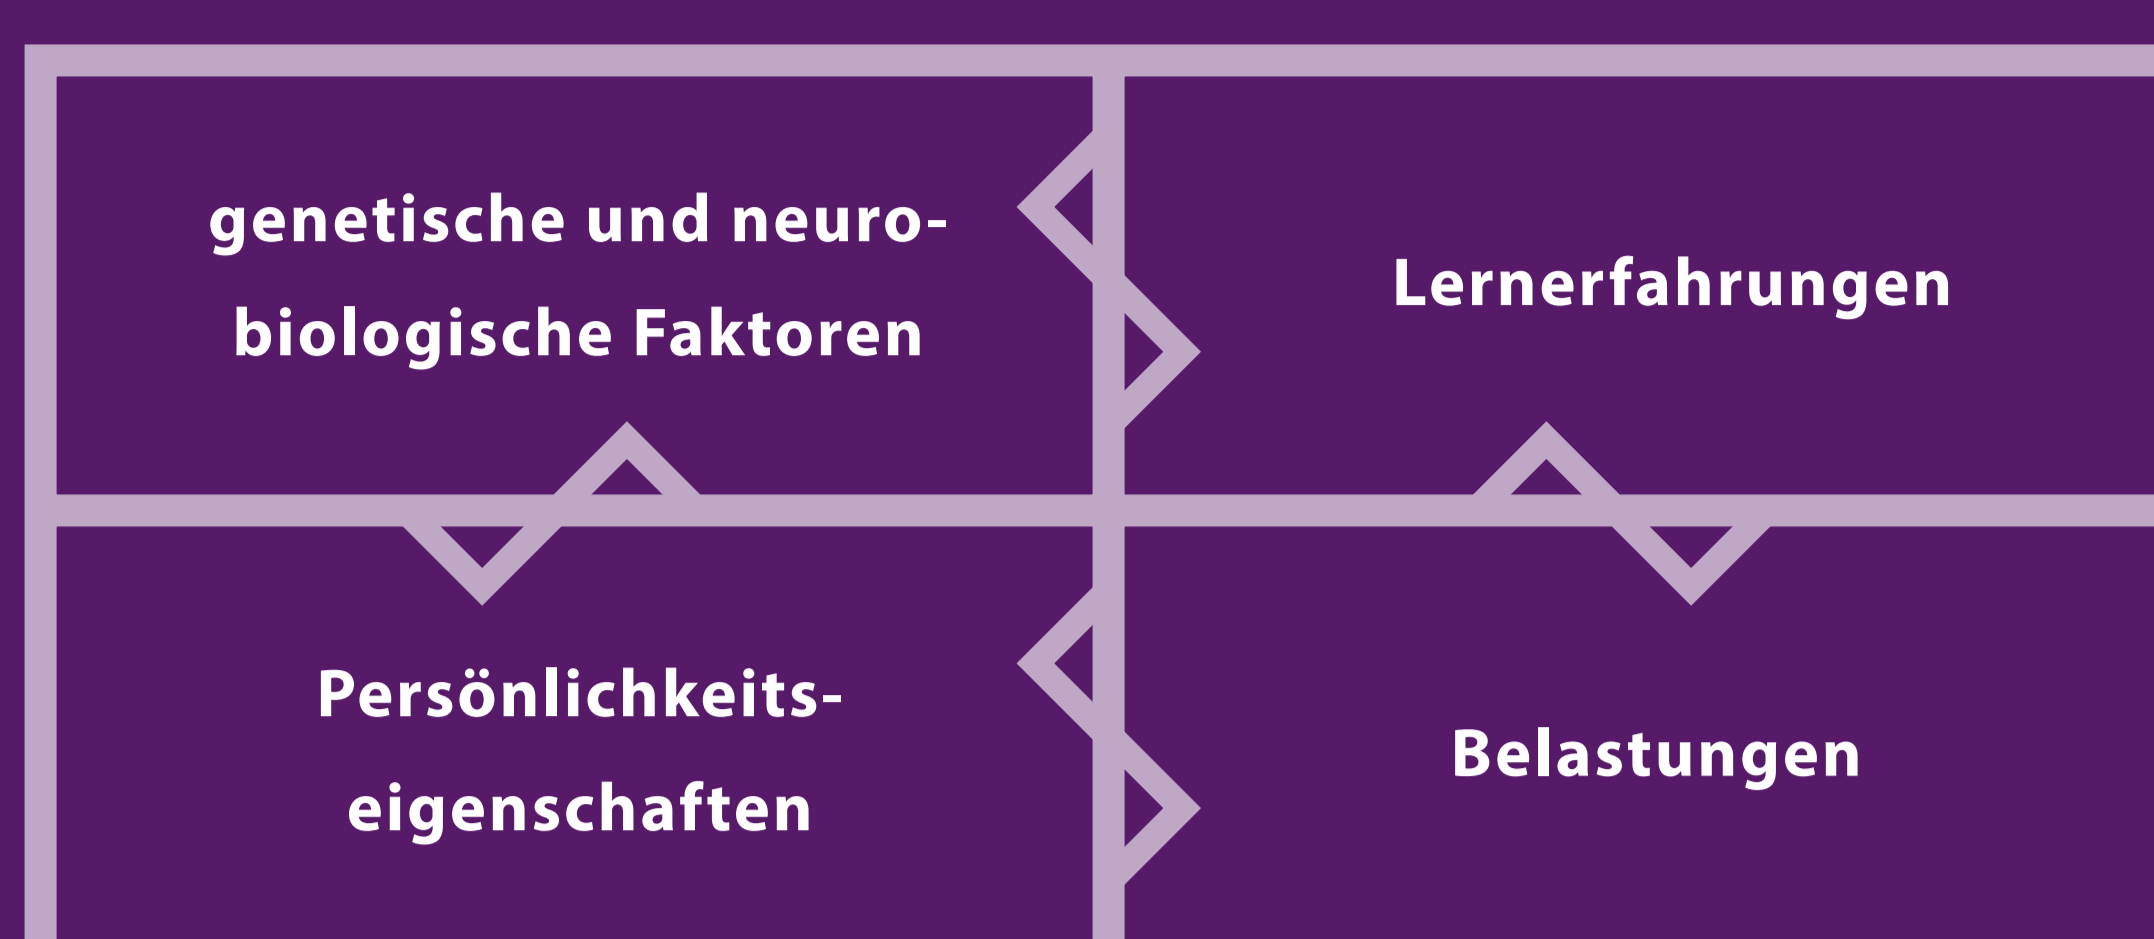 genetische und neuro-
biologische Faktoren
Lernerfahrungen
Persönlichkeits-
eigenschaften
Belastungen